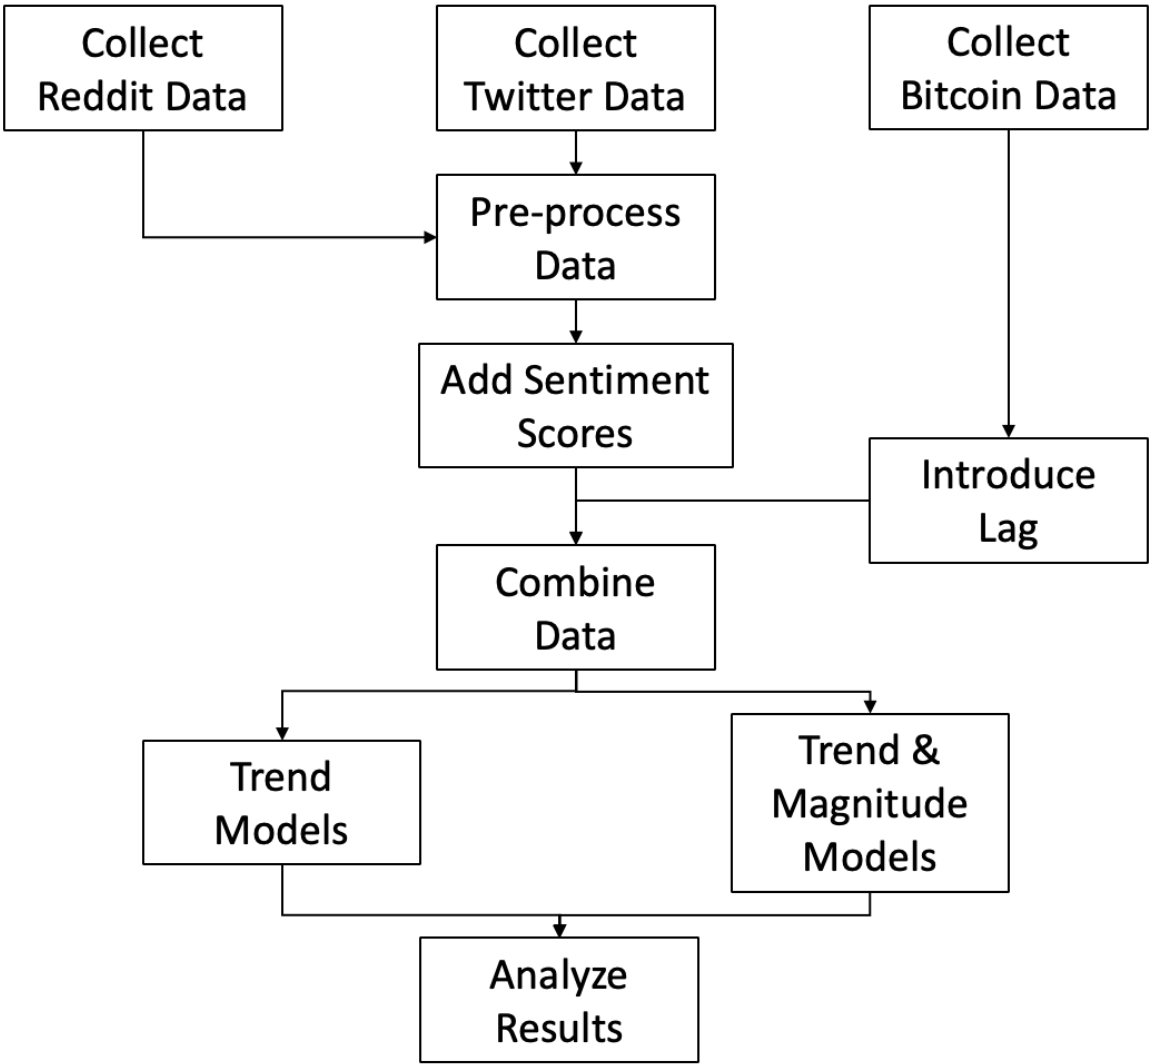 Collect
Reddit Data
Collect
Twitter Data
Collect
Bitcoin Data
Pre-process
Data
Add Sentiment
Scores
Introduce
Lag
Combine
Data
Trend
Models
Trend &
Magnitude
Models
Analyze
Results